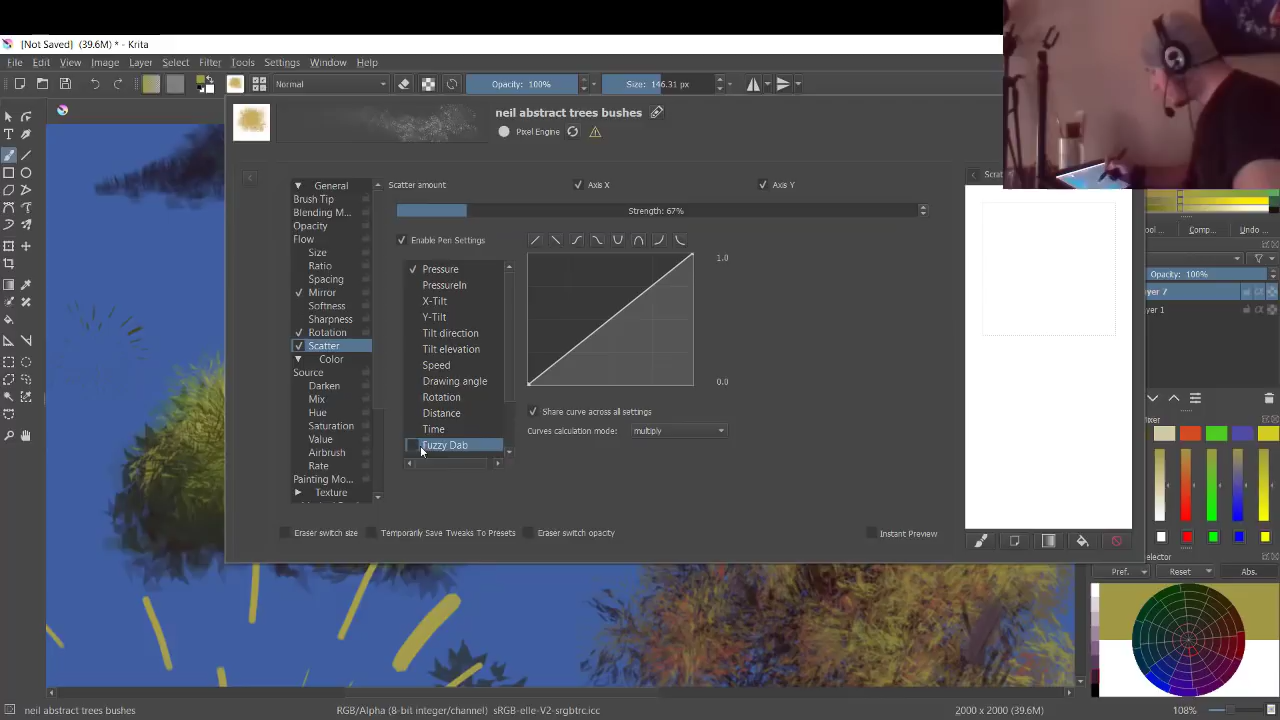 [Not Saved] (39.6M) * - Krita
File Edit View Image Layer Select Filter Tools Settings Window Help
Normal Opacity: 100% Size: 146.31 px
neil abstract trees bushes
Pixel Engine
Scatter amount Axis X Axis Y
Strength: 67%
Enable Pen Settings
General
Brush Tip
Blending M...
Opacity
Flow
Size
Ratio
Spacing
Mirror
Softness
Sharpness
Rotation
Scatter
Color
Source
Darken
Mix
Hue
Saturation
Value
Airbrush
Rate
Painting Mo...
Texture
Pressure
PressureIn
X-Tilt
Y-Tilt
Tilt direction
Tilt elevation
Speed
Drawing angle
Rotation
Distance
Time
Fuzzy Dab
1.0
0.0
Share curve across all settings
Curves calculation mode: multiply
Eraser switch size Temporarily Save Tweaks To Presets Eraser switch opacity Instant Preview
Scra
Comp... Undo ...
Opacity: 100%
yer 7
yer 1
ixer
elector
Pref. Reset Abs.
neil abstract trees bushes RGB/Alpha (8-bit integer/channel) sRGB-elle-V2-srgbtrc.icc 2000 x 2000 (39.6M) 108%